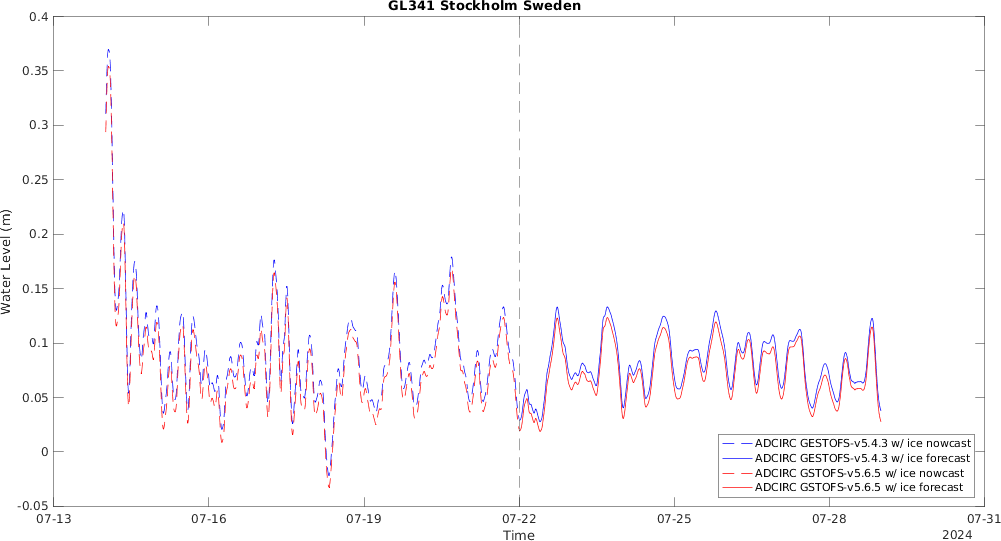 GL341 Stockholm Sweden
0.4
0.35
0.3
0.25
0.2
0.15
0.1
0.05
0
-0.05
Water Level (m)
07-13
07-16
07-19
07-22
07-25
07-28
07-31
Time
2024
ADCIRC GESTOFS-v5.4.3 w/ ice nowcast
ADCIRC GESTOFS-v5.4.3 w/ ice forecast
ADCIRC GSTOFS-v5.6.5 w/ ice nowcast
ADCIRC GSTOFS-v5.6.5 w/ ice forecast